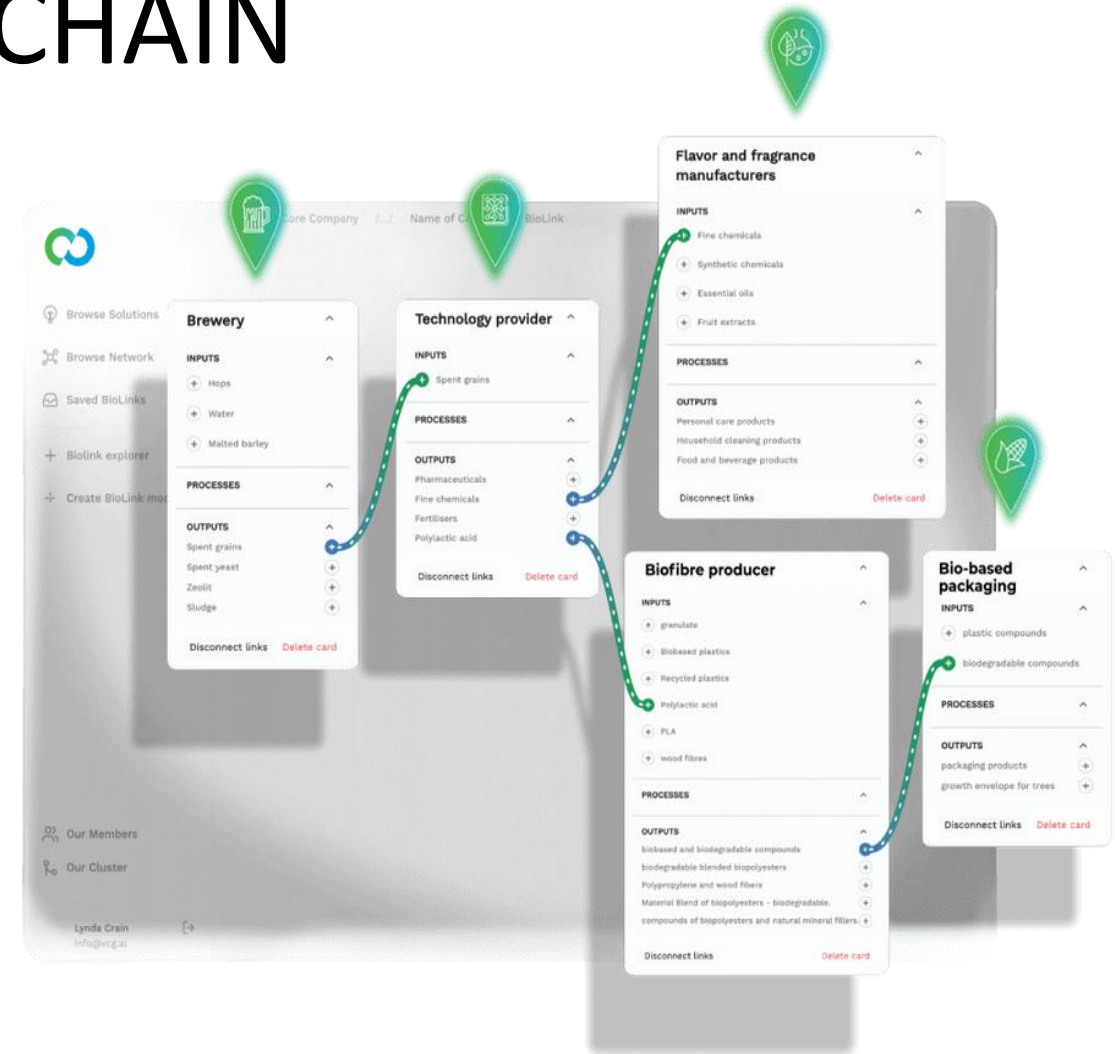 CHAIN
Core Company /.../ Name of C BioLink
Browse Solutions
Browse Network
Saved BioLinks
Biolink explorer
Create BioLink mod
Our Members
Our Cluster
Lynda Crain
info@vcg.ai
Brewery
INPUTS
Hops
Water
Malted barley
PROCESSES
OUTPUTS
Spent grains
Spent yeast
Zeolit
Sludge
Disconnect links Delete card
Technology provider
INPUTS
Spent grains
PROCESSES
OUTPUTS
Pharmaceuticals
Fine chemicals
Fertilisers
Polylactic acid
Disconnect links Delete card
Flavor and fragrance
manufacturers
INPUTS
Fine chemicals
Synthetic chemicals
Essential oils
Fruit extracts
PROCESSES
OUTPUTS
Personal care products
Household cleaning products
Food and beverage products
Disconnect links Delete card
Biofibre producer
INPUTS
granulate
Biobased plastics
Recycled plastics
Polylactic acid
PLA
wood fibres
PROCESSES
OUTPUTS
biobased and biodegradable compounds
biodegradable blended biopolyesters
Polypropylene and wood fibers
Material Blend of biopolyesters - biodegradable.
compounds of biopolyesters and natural mineral fillers.
Disconnect links Delete card
Bio-based
packaging
INPUTS
plastic compounds
biodegradable compounds
PROCESSES
OUTPUTS
packaging products
growth envelope for trees
Disconnect links Delete card